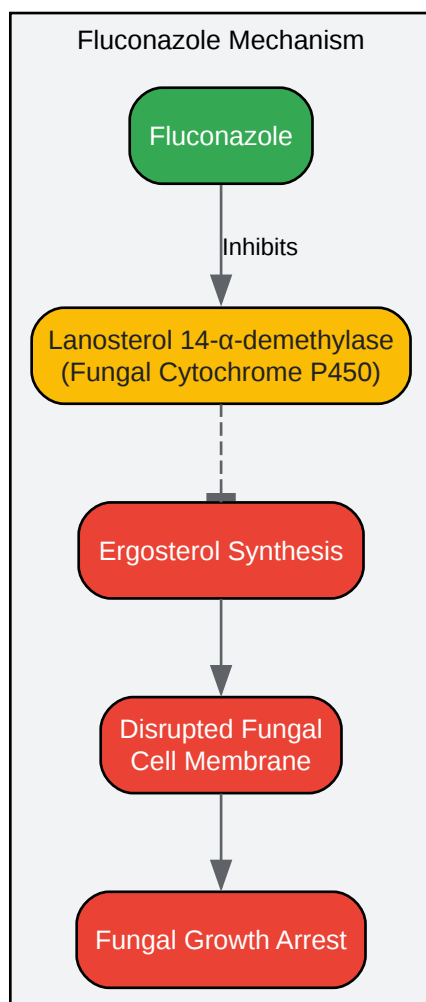 Fluconazole Mechanism
Fluconazole
Inhibits
Lanosterol 14-α-demethylase
(Fungal Cytochrome P450)
Ergosterol Synthesis
Disrupted Fungal
Cell Membrane
Fungal Growth Arrest